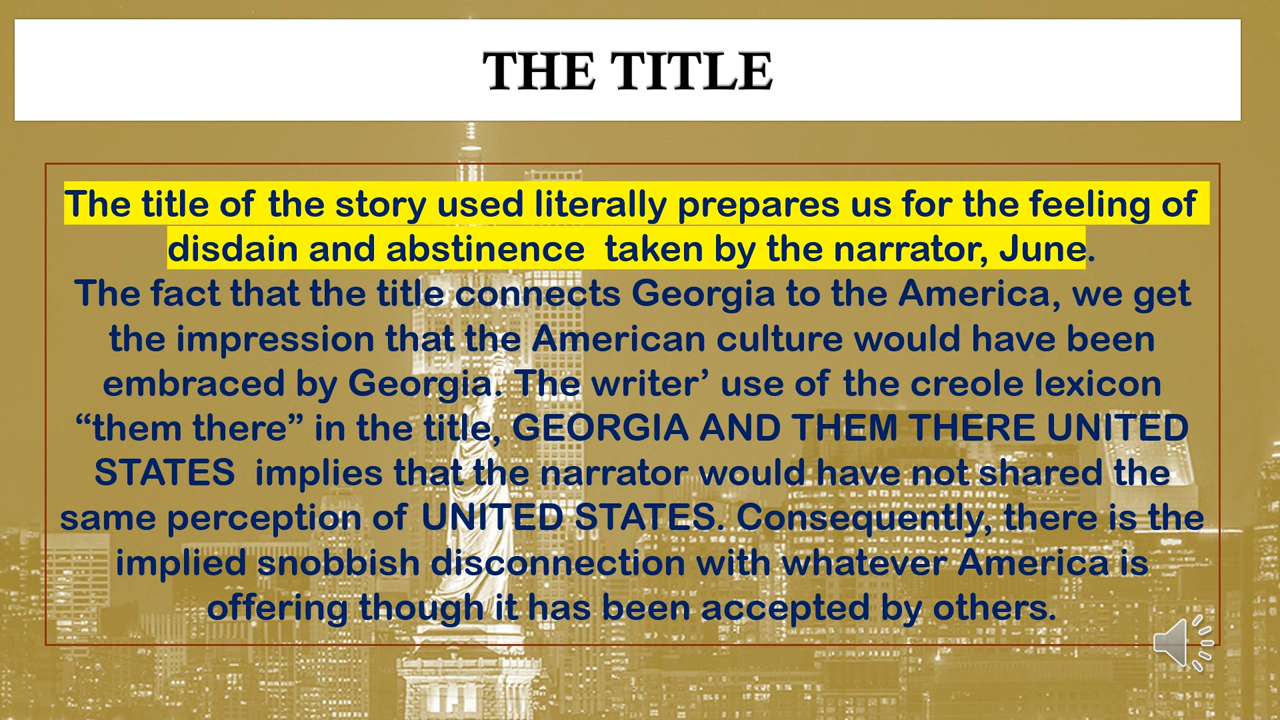 THE TITLE
The title of the story used literally prepares us for the feeling of
disdain and abstinence  taken by the narrator, June.
The fact that the title connects Georgia to the America, we get
the impression that the American culture would have been
embraced by Georgia. The writer’ use of the creole lexicon
“them there” in the title, GEORGIA AND THEM THERE UNITED
STATES  implies that the narrator would have not shared the
same perception of UNITED STATES. Consequently, there is the
implied snobbish disconnection with whatever America is
offering though it has been accepted by others.